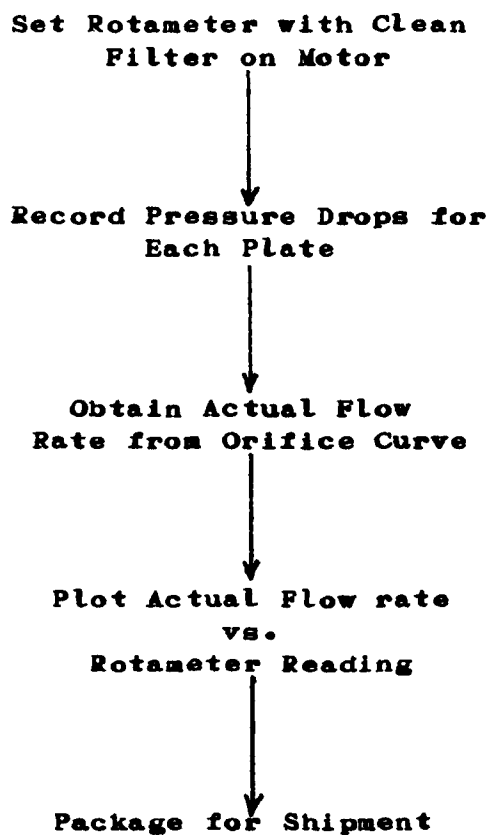 Set Rotameter with Clean
Filter on Motor
Record Pressure Drops for
Each Plate
Obtain Actual Flow
Rate from Orifice Curve
Plot Actual Flow rate
vs.
Rotameter Reading
Package for Shipment